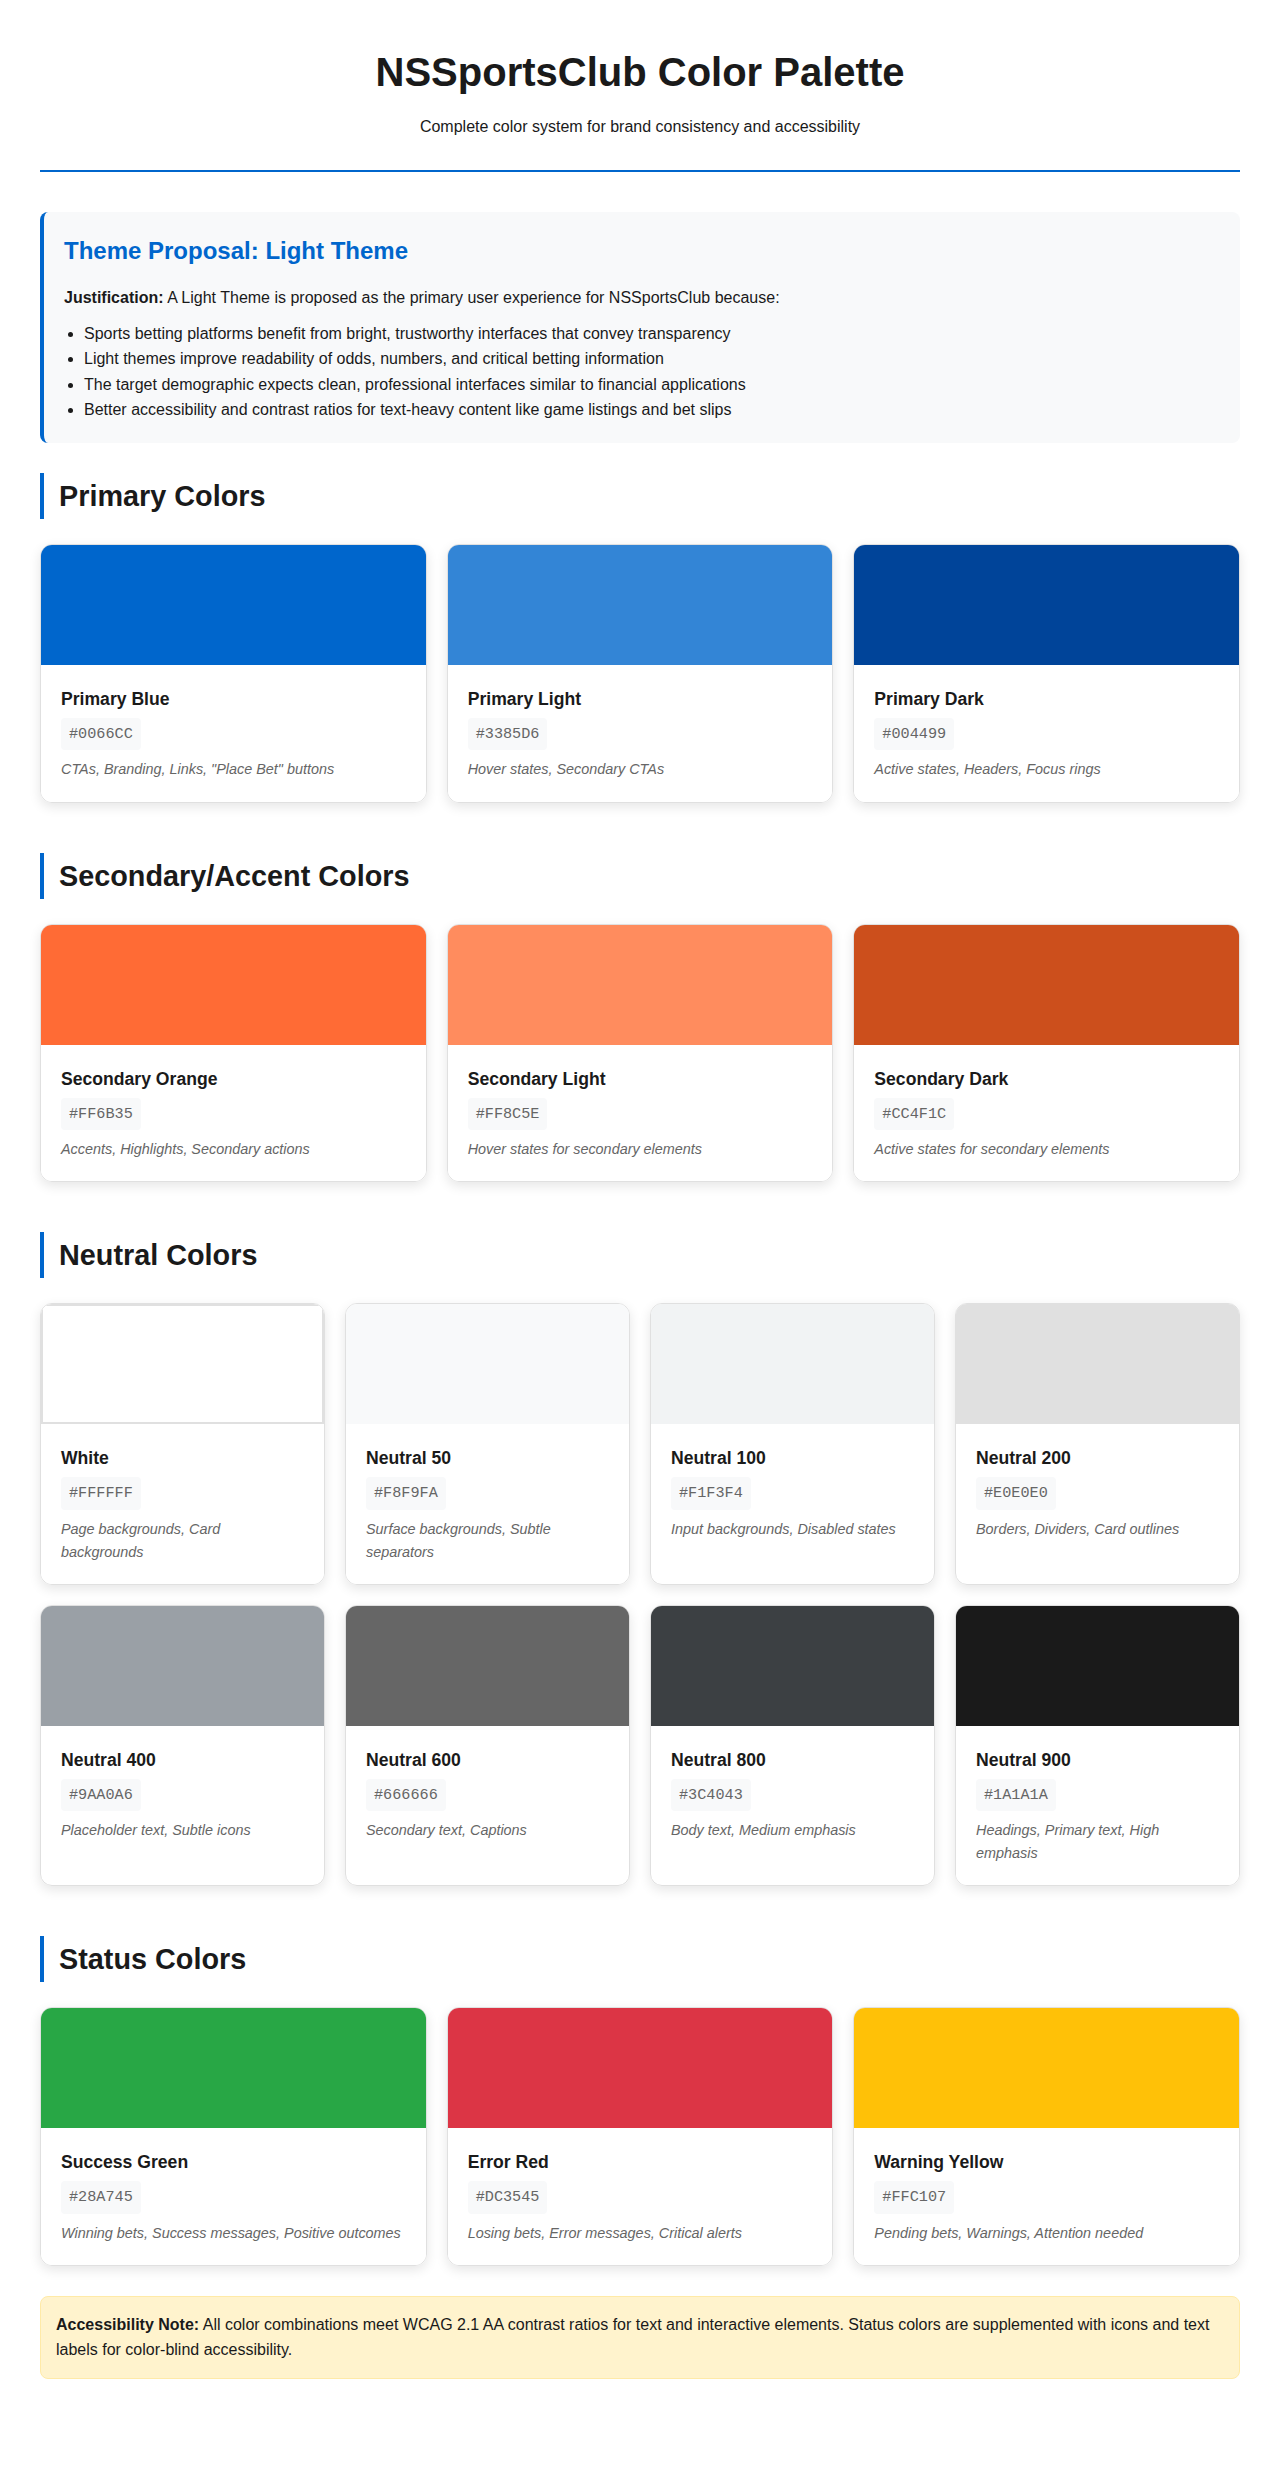 NSSportsClub Color Palette
Complete color system for brand consistency and accessibility
Theme Proposal: Light Theme
Justification: A Light Theme is proposed as the primary user experience for NSSportsClub because:
• Sports betting platforms benefit from bright, trustworthy interfaces that convey transparency
• Light themes improve readability of odds, numbers, and critical betting information
• The target demographic expects clean, professional interfaces similar to financial applications
• Better accessibility and contrast ratios for text-heavy content like game listings and bet slips
Primary Colors
Primary Blue
#0066CC
CTAs, Branding, Links, "Place Bet" buttons
Primary Light
#3385D6
Hover states, Secondary CTAs
Primary Dark
#004499
Active states, Headers, Focus rings
Secondary/Accent Colors
Secondary Orange
#FF6B35
Accents, Highlights, Secondary actions
Secondary Light
#FF8C5E
Hover states for secondary elements
Secondary Dark
#CC4F1C
Active states for secondary elements
Neutral Colors
White
#FFFFFF
Page backgrounds, Card
backgrounds
Neutral 50
#F8F9FA
Surface backgrounds, Subtle
separators
Neutral 100
#F1F3F4
Input backgrounds, Disabled states
Neutral 200
#E0E0E0
Borders, Dividers, Card outlines
Neutral 400
#9AA0A6
Placeholder text, Subtle icons
Neutral 600
#666666
Secondary text, Captions
Neutral 800
#3C4043
Body text, Medium emphasis
Neutral 900
#1A1A1A
Headings, Primary text, High
emphasis
Status Colors
Success Green
#28A745
Winning bets, Success messages, Positive outcomes
Error Red
#DC3545
Losing bets, Error messages, Critical alerts
Warning Yellow
#FFC107
Pending bets, Warnings, Attention needed
Accessibility Note: All color combinations meet WCAG 2.1 AA contrast ratios for text and interactive elements. Status colors are supplemented with icons and text
labels for color-blind accessibility.